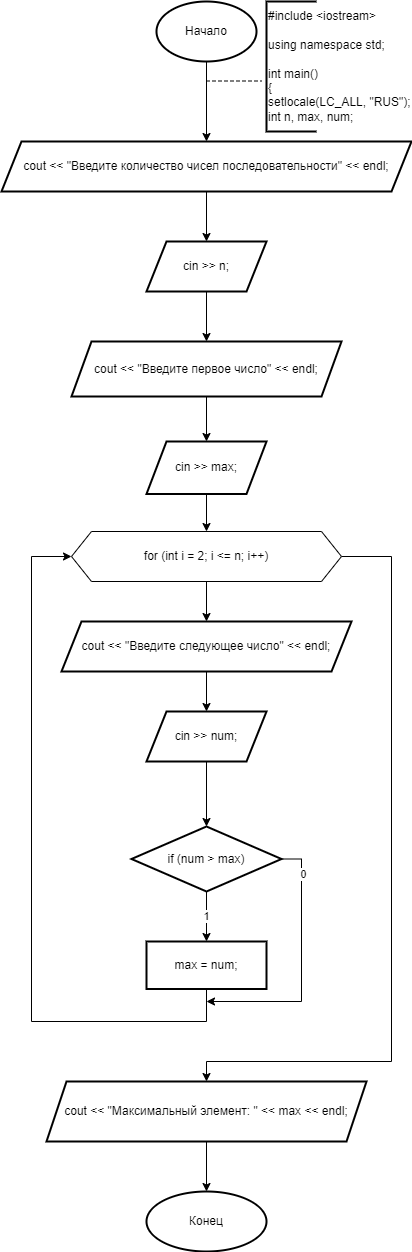 Начало
#include <iostream>
using namespace std;
int main()
{
setlocale(LC_ALL, "RUS");
int n, max, num;
cout << "Введите количество чисел последовательности" << endl;
cin >> n;
cout << "Введите первое число" << endl;
cin >> max;
for (int i = 2; i <= n; i++)
cout << "Введите следующее число" << endl;
cin >> num;
if (num > max)
0
1
max = num;
cout << "Максимальный элемент: " << max << endl;
Конец